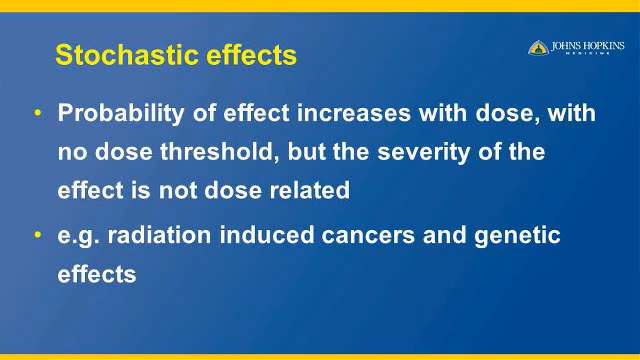 Stochastic effects
JOHNS HOPKINS
MEDICINE
• Probability of effect increases with dose, with
no dose threshold, but the severity of the
effect is not dose related
• e.g. radiation induced cancers and genetic
effects